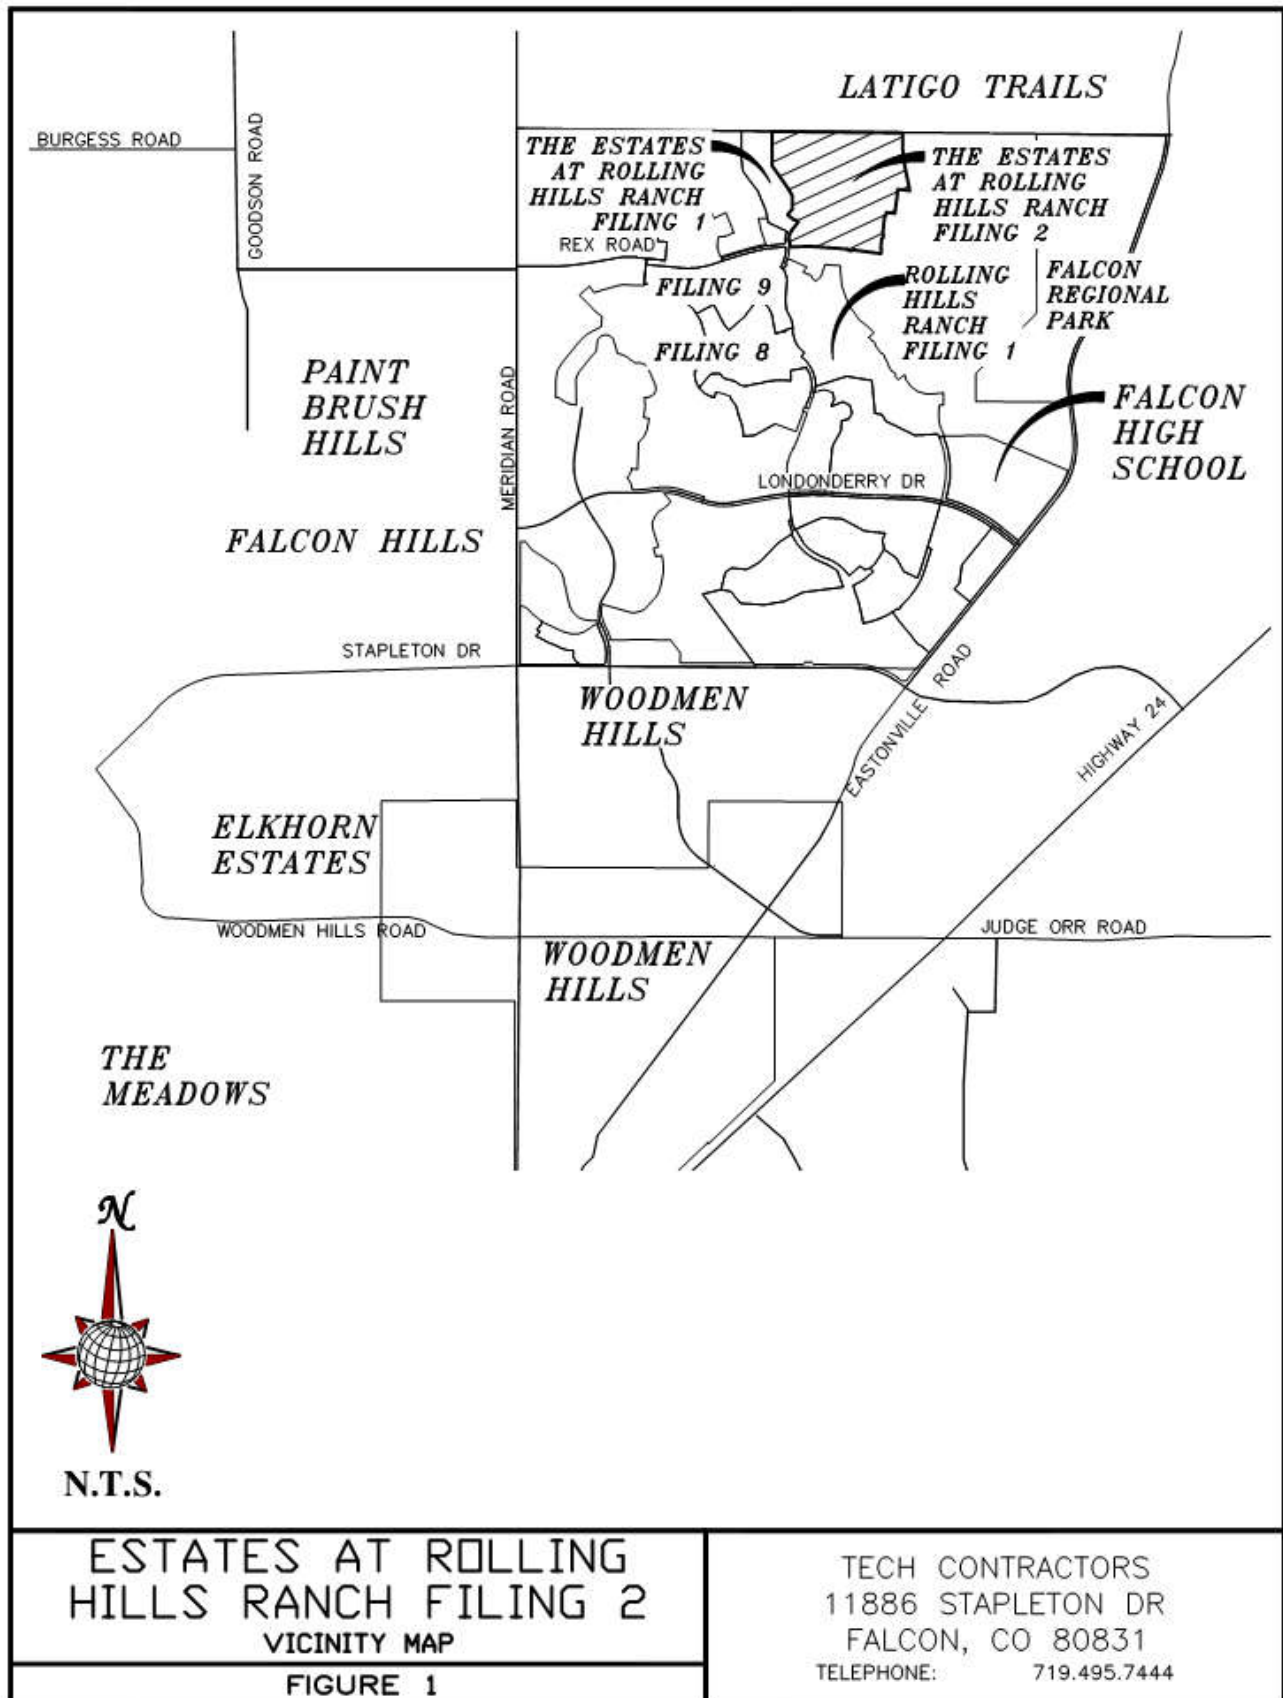 LATIGO TRAILS
BURGESS ROAD
GOODSON ROAD
THE ESTATES
AT ROLLING
HILLS RANCH
FILING 1
THE ESTATES
AT ROLLING
HILLS RANCH
FILING 2
REX ROAD
FILING 9
ROLLING
HILLS
RANCH
FILING 1
FALCON
REGIONAL
PARK
FILING 8
PAINT
BRUSH
HILLS
MERIDIAN ROAD
FALCON
HIGH
SCHOOL
LONDONDERRY DR
FALCON HILLS
STAPLETON DR
WOODMEN
HILLS
EASTONVILLE ROAD
HIGHWAY 24
ELKHORN
ESTATES
WOODMEN HILLS ROAD
JUDGE ORR ROAD
WOODMEN
HILLS
THE
MEADOWS
N
N.T.S.
ESTATES AT ROLLING
HILLS RANCH FILING 2
VICINITY MAP
FIGURE 1
TECH CONTRACTORS
11886 STAPLETON DR
FALCON, CO 80831
TELEPHONE: 719.495.7444